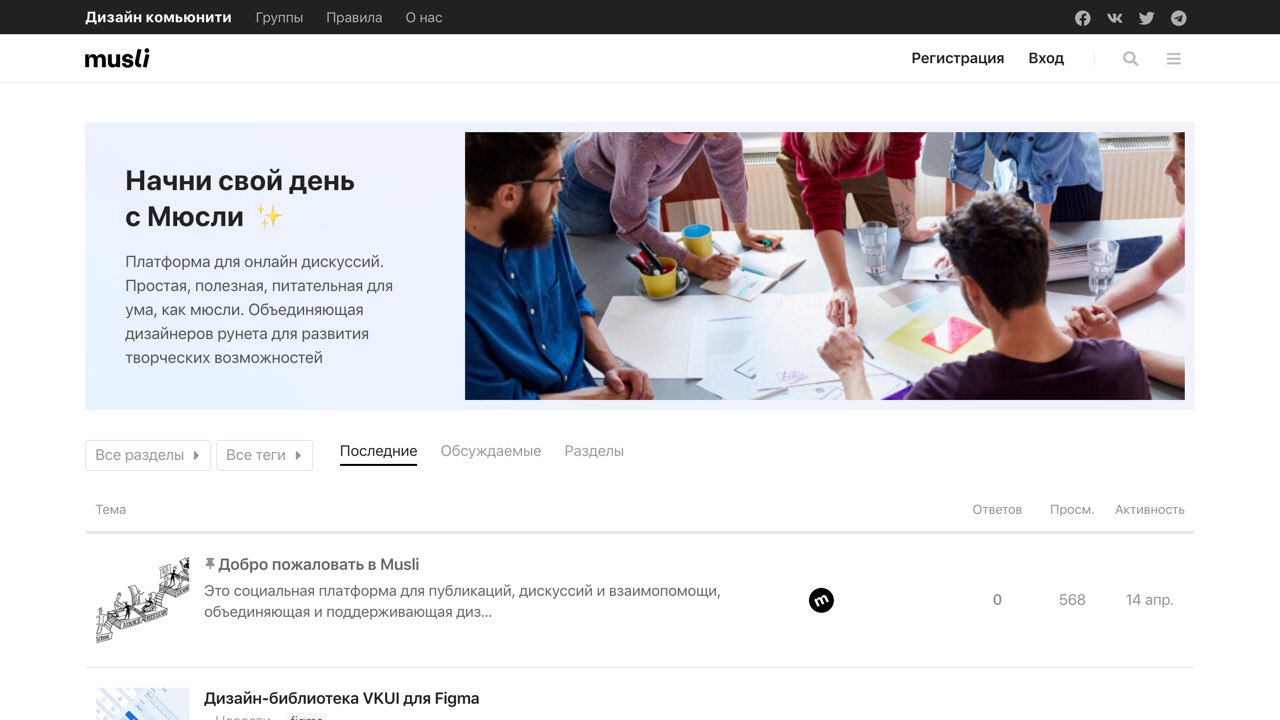 Дизайн комьюнити Группы Правила О нас
musli Регистрация Вход
Начни свой день
с Мюсли ✨
Платформа для онлайн дискуссий.
Простая, полезная, питательная для
ума, как мюсли. Объединяющая
дизайнеров рунета для развития
творческих возможностей
Все разделы Все теги Последние Обсуждаемые Разделы
Тема Ответов Просм. Активность
Добро пожаловать в Musli
Это социальная платформа для публикаций, дискуссий и взаимопомощи,
объединяющая и поддерживающая диз...
m 0 568 14 апр.
Дизайн-библиотека VKUI для Figma
Новости figma